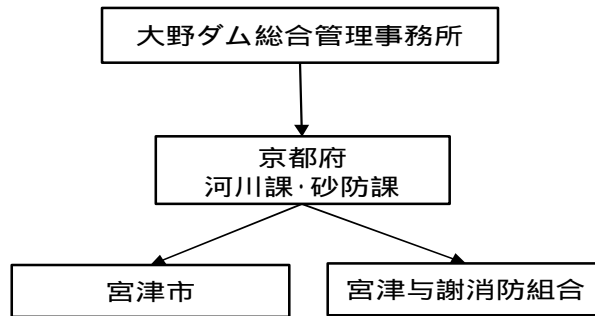 大野ダム総合管理事務所
京都府
河川課･砂防課
宮津市
宮津与謝消防組合